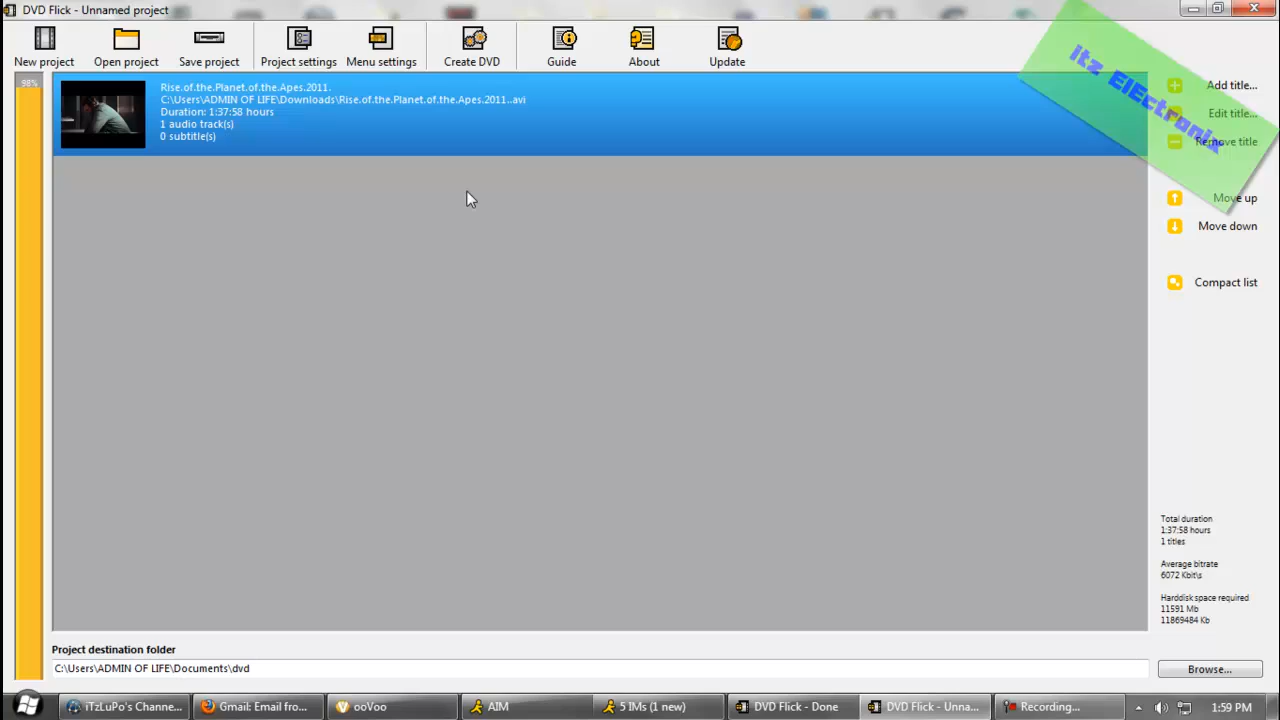 DVD Flick - Unnamed project
New project
Open project
Save project
Project settings
Menu settings
Create DVD
Guide
About
Update
98%
Rise.of.the.Planet.of.the.Apes.2011.
C:\Users\ADMIN OF LIFE\Downloads\Rise.of.the.Planet.of.the.Apes.2011..avi
Duration: 1:37:58 hours
1 audio track(s)
0 subtitle(s)
itz ElEctronix
Add title...
Edit title...
Remove title
Move up
Move down
Compact list
Total duration
1:37:58 hours
1 titles
Average bitrate
6072 Kbit\s
Harddisk space required
11591 Mb
11869484 Kb
Project destination folder
C:\Users\ADMIN OF LIFE\Documents\dvd
Browse...
iTzLuPo's Channe...
Gmail: Email fro...
ooVoo
AIM
5 IMs (1 new)
DVD Flick - Done
DVD Flick - Unna...
Recording...
1:59 PM